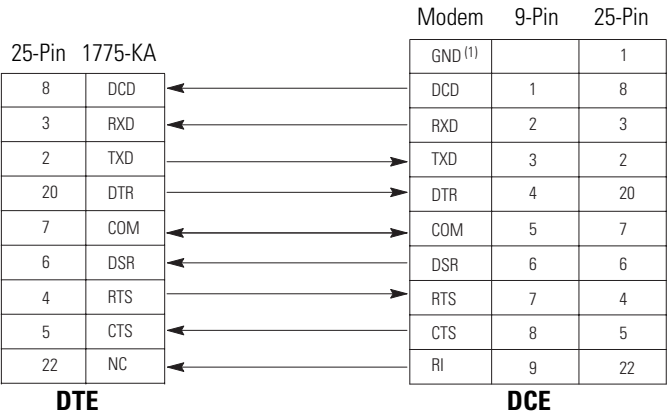 Modem 9-Pin 25-Pin
25-Pin 1775-KA
GND (1) 1
8 DCD DCD 1 8
3 RXD RXD 2 3
2 TXD TXD 3 2
20 DTR DTR 4 20
7 COM COM 5 7
6 DSR DSR 6 6
4 RTS RTS 7 4
5 CTS CTS 8 5
22 NC RI 9 22
DTE DCE